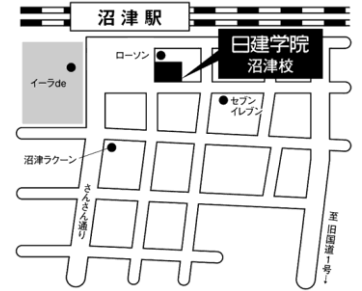 沼津駅
日建学院
沼津校
ローソン
イーラde
セブン
イレブン
沼津ラクーン
さんさん通り
至 旧国道1号→